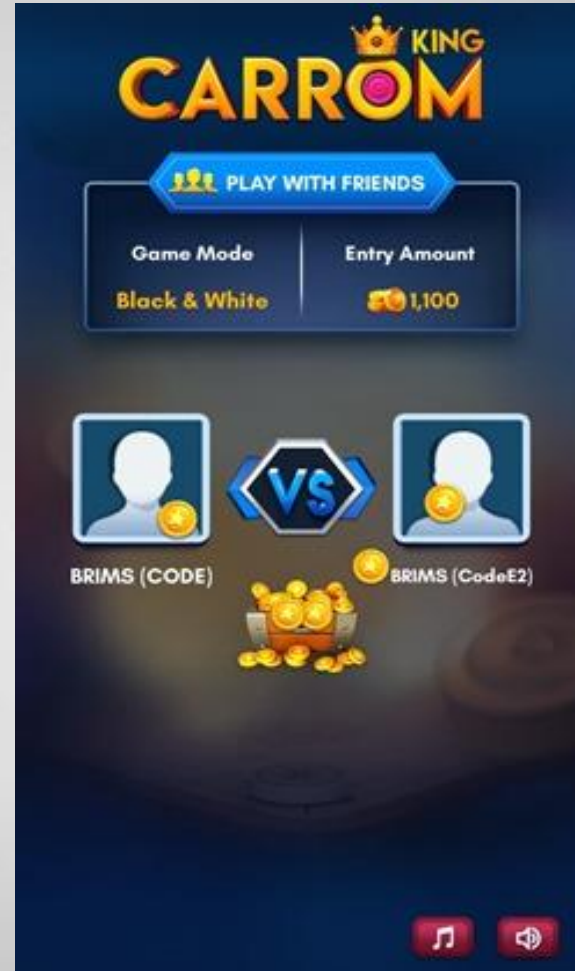 KING
CARROM
PLAY WITH FRIENDS
Game Mode
Entry Amount
Black & White
1,100
VS
BRIMS (CODE)
BRIMS (CodeE2)